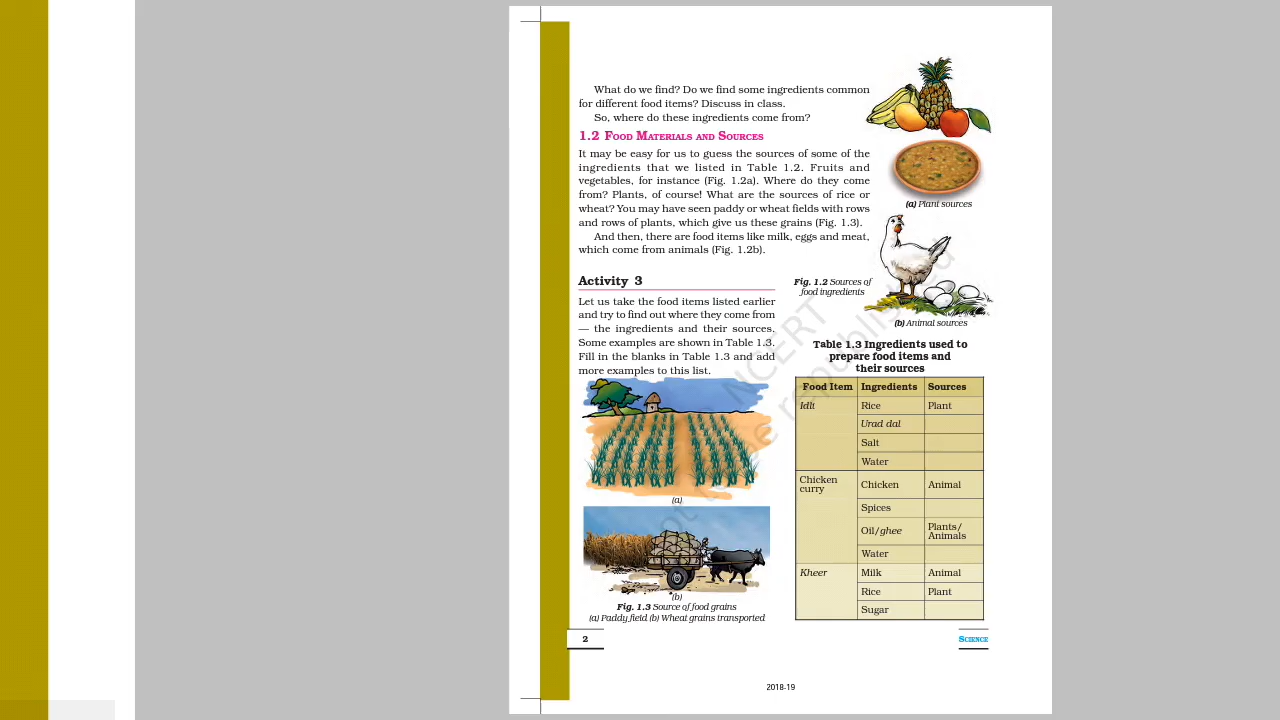 What do we find? Do we find some ingredients common
for different food items? Discuss in class.
So, where do these ingredients come from?
1.2 Food Materials and Sources
It may be easy for us to guess the sources of some of the
ingredients that we listed in Table 1.2. Fruits and
vegetables, for instance (Fig. 1.2a). Where do they come
from? Plants, of course! What are the sources of rice or
wheat? You may have seen paddy or wheat fields with rows
and rows of plants, which give us these grains (Fig. 1.3).
And then, there are food items like milk, eggs and meat,
which come from animals (Fig. 1.2b).
(a) Plant sources
Fig. 1.2 Sources of
food ingredients
(b) Animal sources
Activity 3
Let us take the food items listed earlier
and try to find out where they come from
— the ingredients and their sources.
Some examples are shown in Table 1.3.
Fill in the blanks in Table 1.3 and add
more examples to this list.
(a)
(b)
Fig. 1.3 Source of food grains
(a) Paddy field (b) Wheat grains transported
Table 1.3 Ingredients used to
prepare food items and
their sources
Food Item Ingredients Sources
Idli Rice Plant
Urad dal
Salt
Water
Chicken
curry Chicken Animal
Spices
Oil/ghee Plants/
Animals
Water
Kheer Milk Animal
Rice Plant
Sugar
2
Science
2018-19